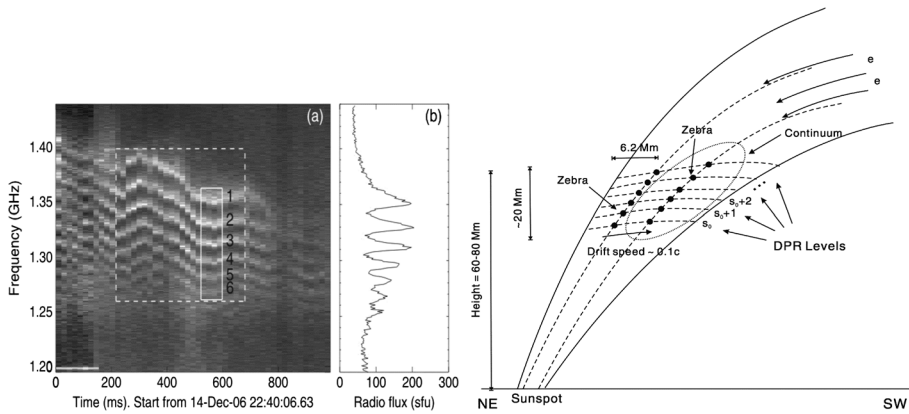 (a)
(b)
Frequency (GHz)
1.40
1.35
1.30
1.25
1.20
1
2
3
4
5
6
0
200
400
600
800
0
100
200
300
Time (ms). Start from 14-Dec-06 22:40:06.63
Radio flux (sfu)
e
e
Continuum
Zebra
6.2 Mm
Zebra
~20 Mm
Height = 60-80 Mm
s₀+2
s₀+1
s₀
DPR Levels
Drift speed ~ 0.1c
NE
Sunspot
SW